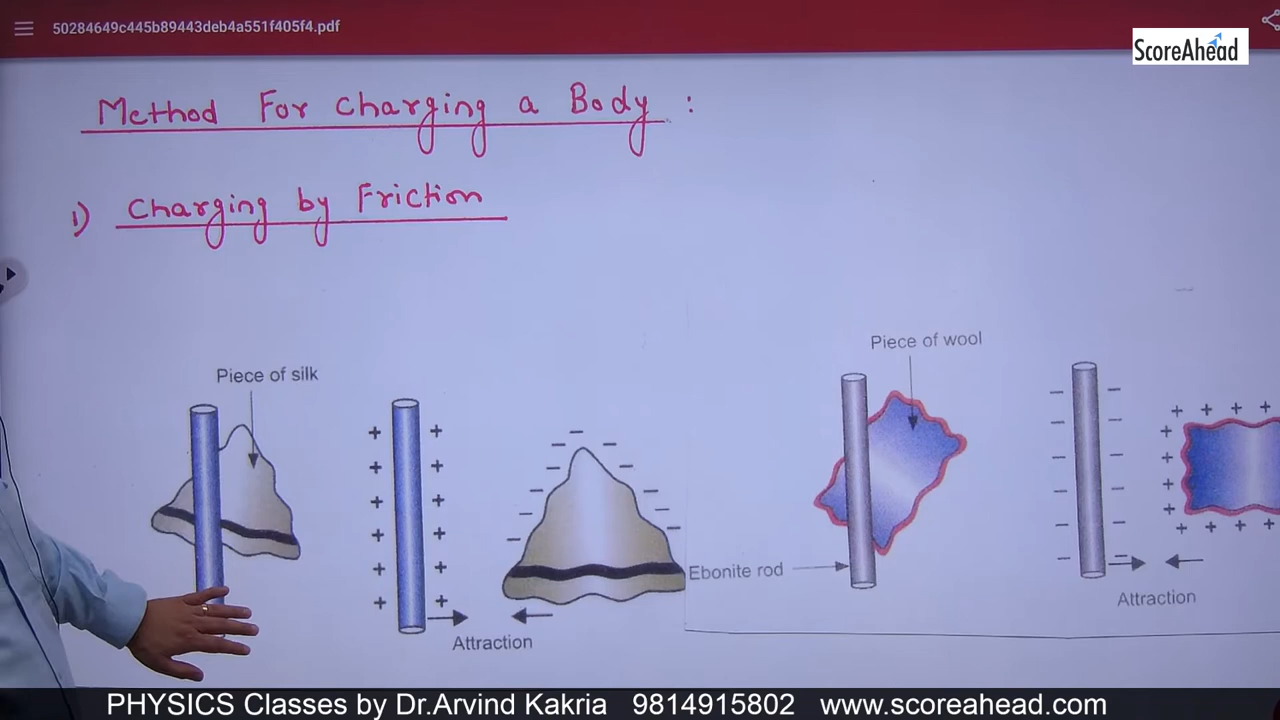 50284649c445b89443deb4a551f405f4.pdf
ScoreAhead
Method For Charging a Body :
1) Charging by Friction
Piece of silk
Attraction
Piece of wool
Ebonite rod
Attraction
PHYSICS Classes by Dr.Arvind Kakria 9814915802 www.scoreahead.com